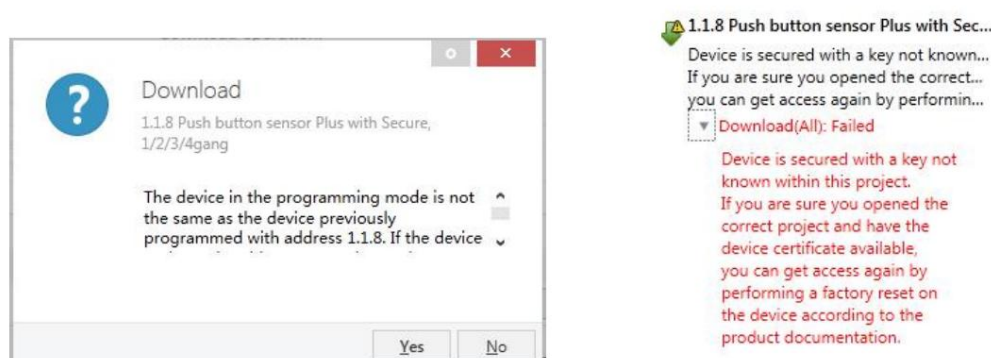 Download
1.1.8 Push button sensor Plus with Secure,
1/2/3/4gang
The device in the programming mode is not
the same as the device previously
programmed with address 1.1.8. If the device
Yes
No
1.1.8 Push button sensor Plus with Sec...
Device is secured with a key not known...
If you are sure you opened the correct...
you can get access again by performin...
Download(All): Failed
Device is secured with a key not
known within this project.
If you are sure you opened the
correct project and have the
device certificate available,
you can get access again by
performing a factory reset on
the device according to the
product documentation.